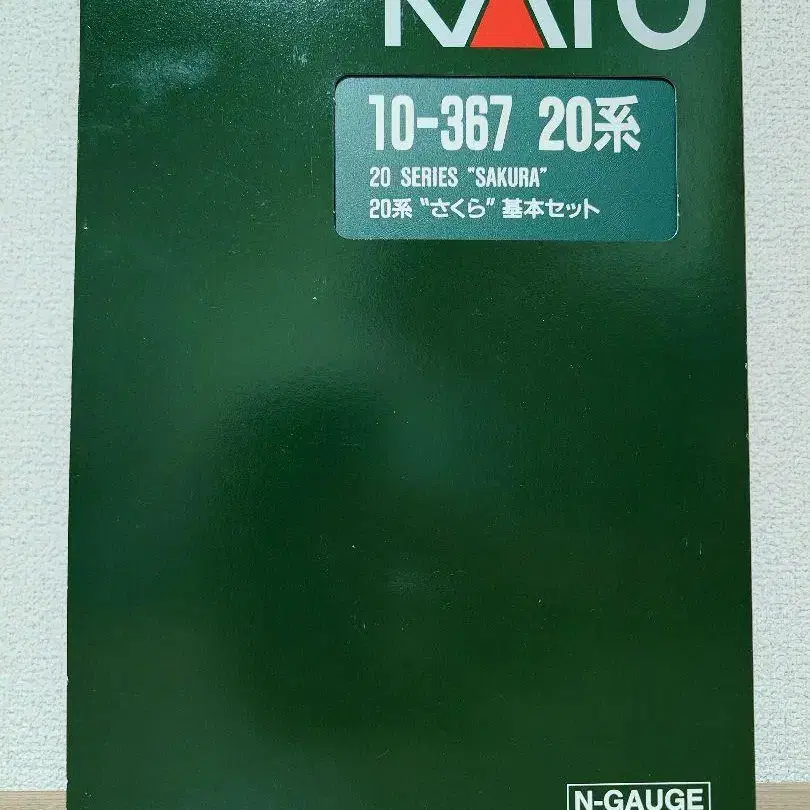 KATO
10-367 20系
20 SERIES "SAKURA"
20系 "さくら" 基本セット
N-GAUGE